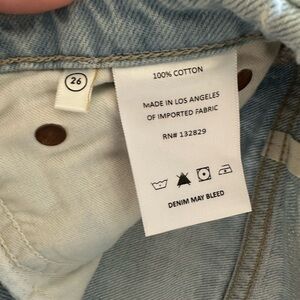 26
100% COTTON
MADE IN LOS ANGELES
OF IMPORTED FABRIC
RN# 132829
DENIM MAY BLEED